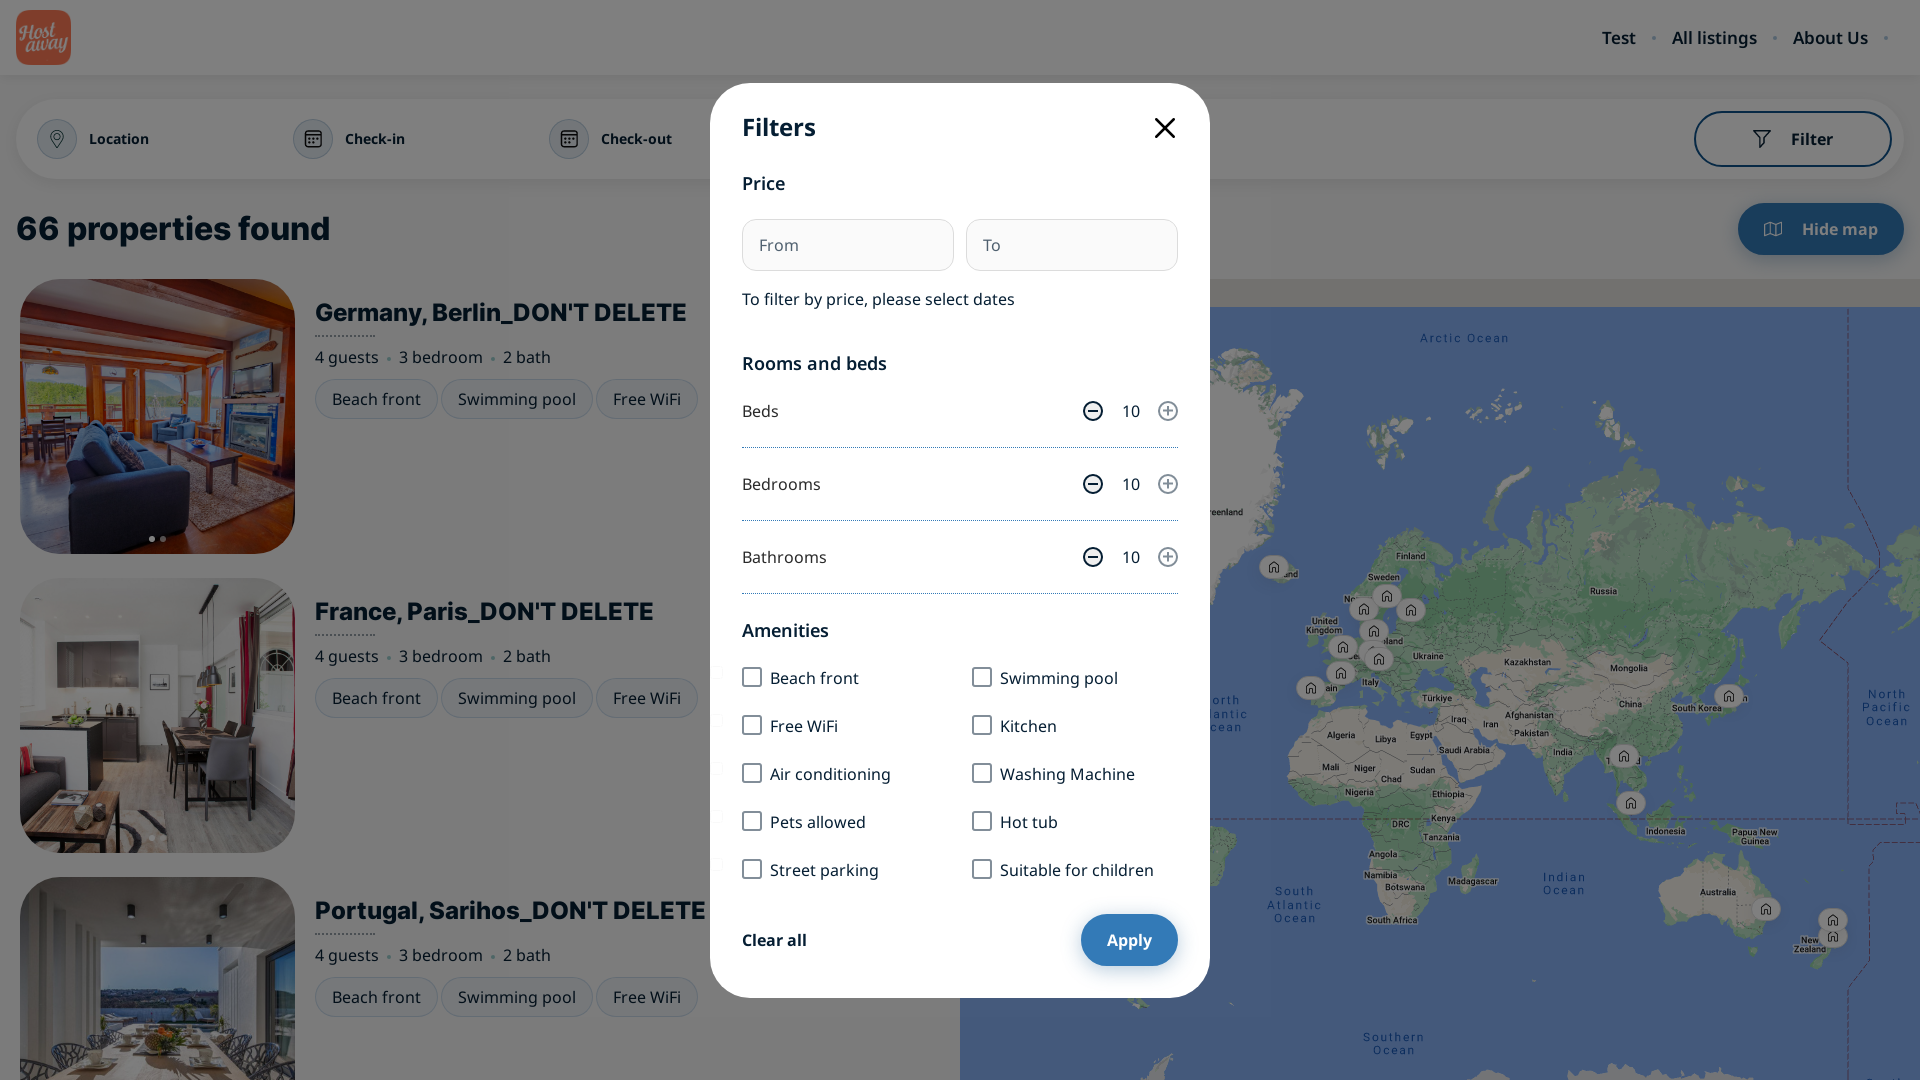 Host
away
Test
All listings
About Us
Location
Check-in
Check-out
Filter
66 properties found
Hide map
Germany, Berlin_DON'T DELETE
4 guests • 3 bedroom • 2 bath
Beach front
Swimming pool
Free WiFi
France, Paris_DON'T DELETE
4 guests • 3 bedroom • 2 bath
Beach front
Swimming pool
Free WiFi
Portugal, Sarihos_DON'T DELETE
4 guests • 3 bedroom • 2 bath
Beach front
Swimming pool
Free WiFi
Filters
Price
From
To
To filter by price, please select dates
Rooms and beds
Beds
10
Bedrooms
10
Bathrooms
10
Amenities
Beach front
Swimming pool
Free WiFi
Kitchen
Air conditioning
Washing Machine
Pets allowed
Hot tub
Street parking
Suitable for children
Clear all
Apply
Arctic Ocean
Finland
Sweden
Russia
United
Kingdom
Ukraine
Kazakhstan
Mongolia
Italy
Türkiye
China
South Korea
North
Pacific
Ocean
Iraq
Iran
Afghanistan
Pakistan
Algeria
Libya
Egypt
Saudi Arabia
India
Mali
Niger
Chad
Sudan
Nigeria
Ethiopia
DRC
Kenya
Tanzania
Indonesia
Papua New
Guinea
Angola
Namibia
Botswana
Madagascar
Indian
Ocean
South
Atlantic
Ocean
South Africa
Australia
New
Zealand
Southern
Ocean